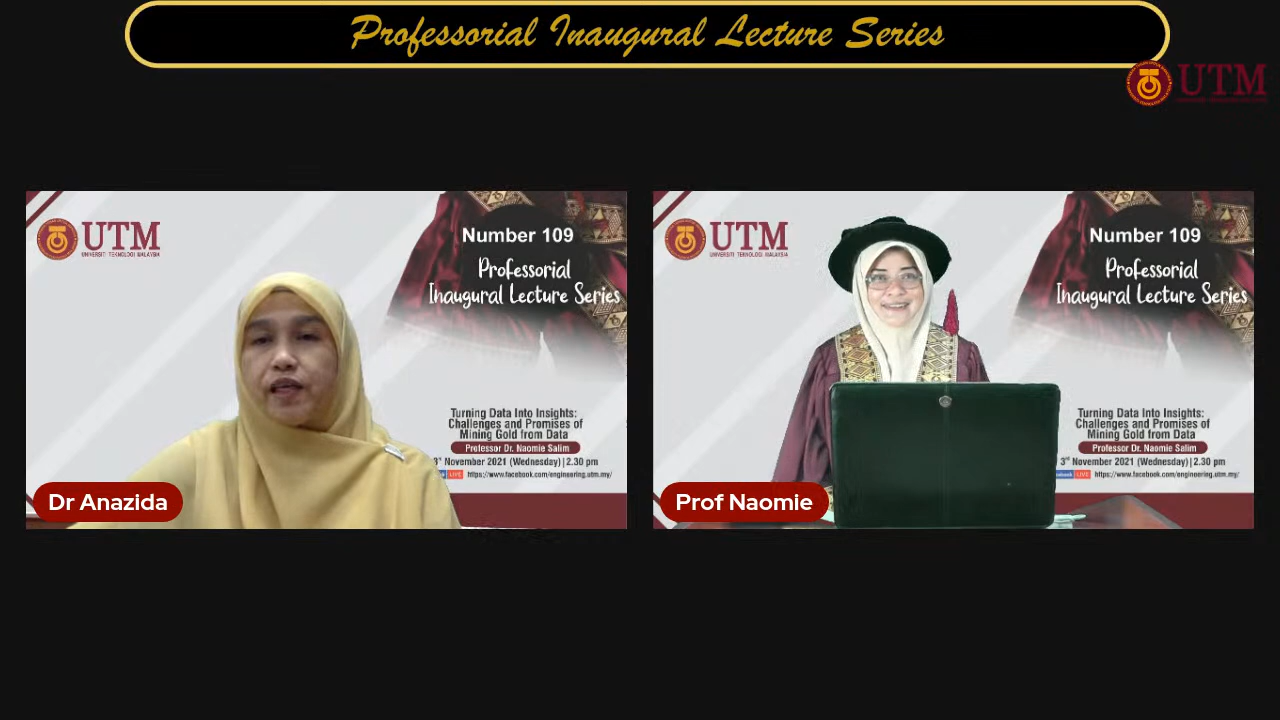 Professorial Inaugural Lecture Series
UTM
UTM
UNIVERSITI TEKNOLOGI MALAYSIA
Number 109
Professorial
Inaugural Lecture Series
Turning Data Into Insights:
Challenges and Promises of
Mining Gold from Data
Professor Dr. Naomie Salim
3rd November 2021 (Wednesday)|2.30 pm
LIVE https://www.facebook.com/engineering.utm.my/
Dr Anazida
UTM
UNIVERSITI TEKNOLOGI MALAYSIA
Number 109
Professorial
Inaugural Lecture Series
Turning Data Into Insights:
Challenges and Promises of
Mining Gold from Data
Professor Dr. Naomie Salim
3rd November 2021 (Wednesday)|2.30 pm
LIVE https://www.facebook.com/engineering.utm.my/
Prof Naomie